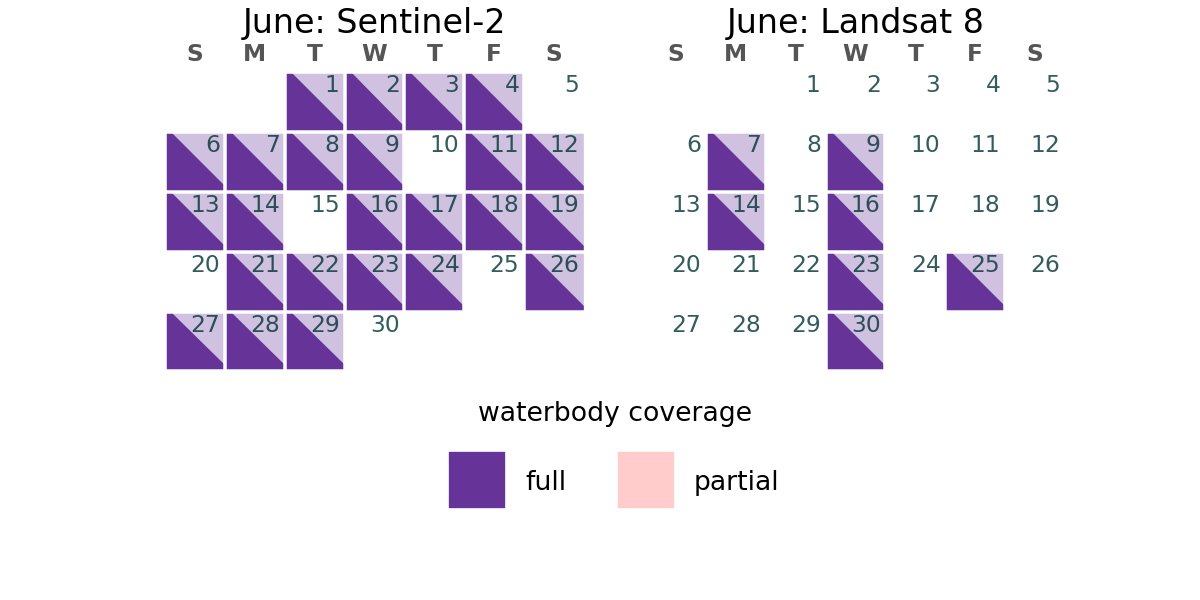 June: Sentinel-2
S M T W T F S
1 2 3 4 5
6 7 8 9 10 11 12
13 14 15 16 17 18 19
20 21 22 23 24 25 26
27 28 29 30
June: Landsat 8
S M T W T F S
1 2 3 4 5
6 7 8 9 10 11 12
13 14 15 16 17 18 19
20 21 22 23 24 25 26
27 28 29 30
waterbody coverage
full partial